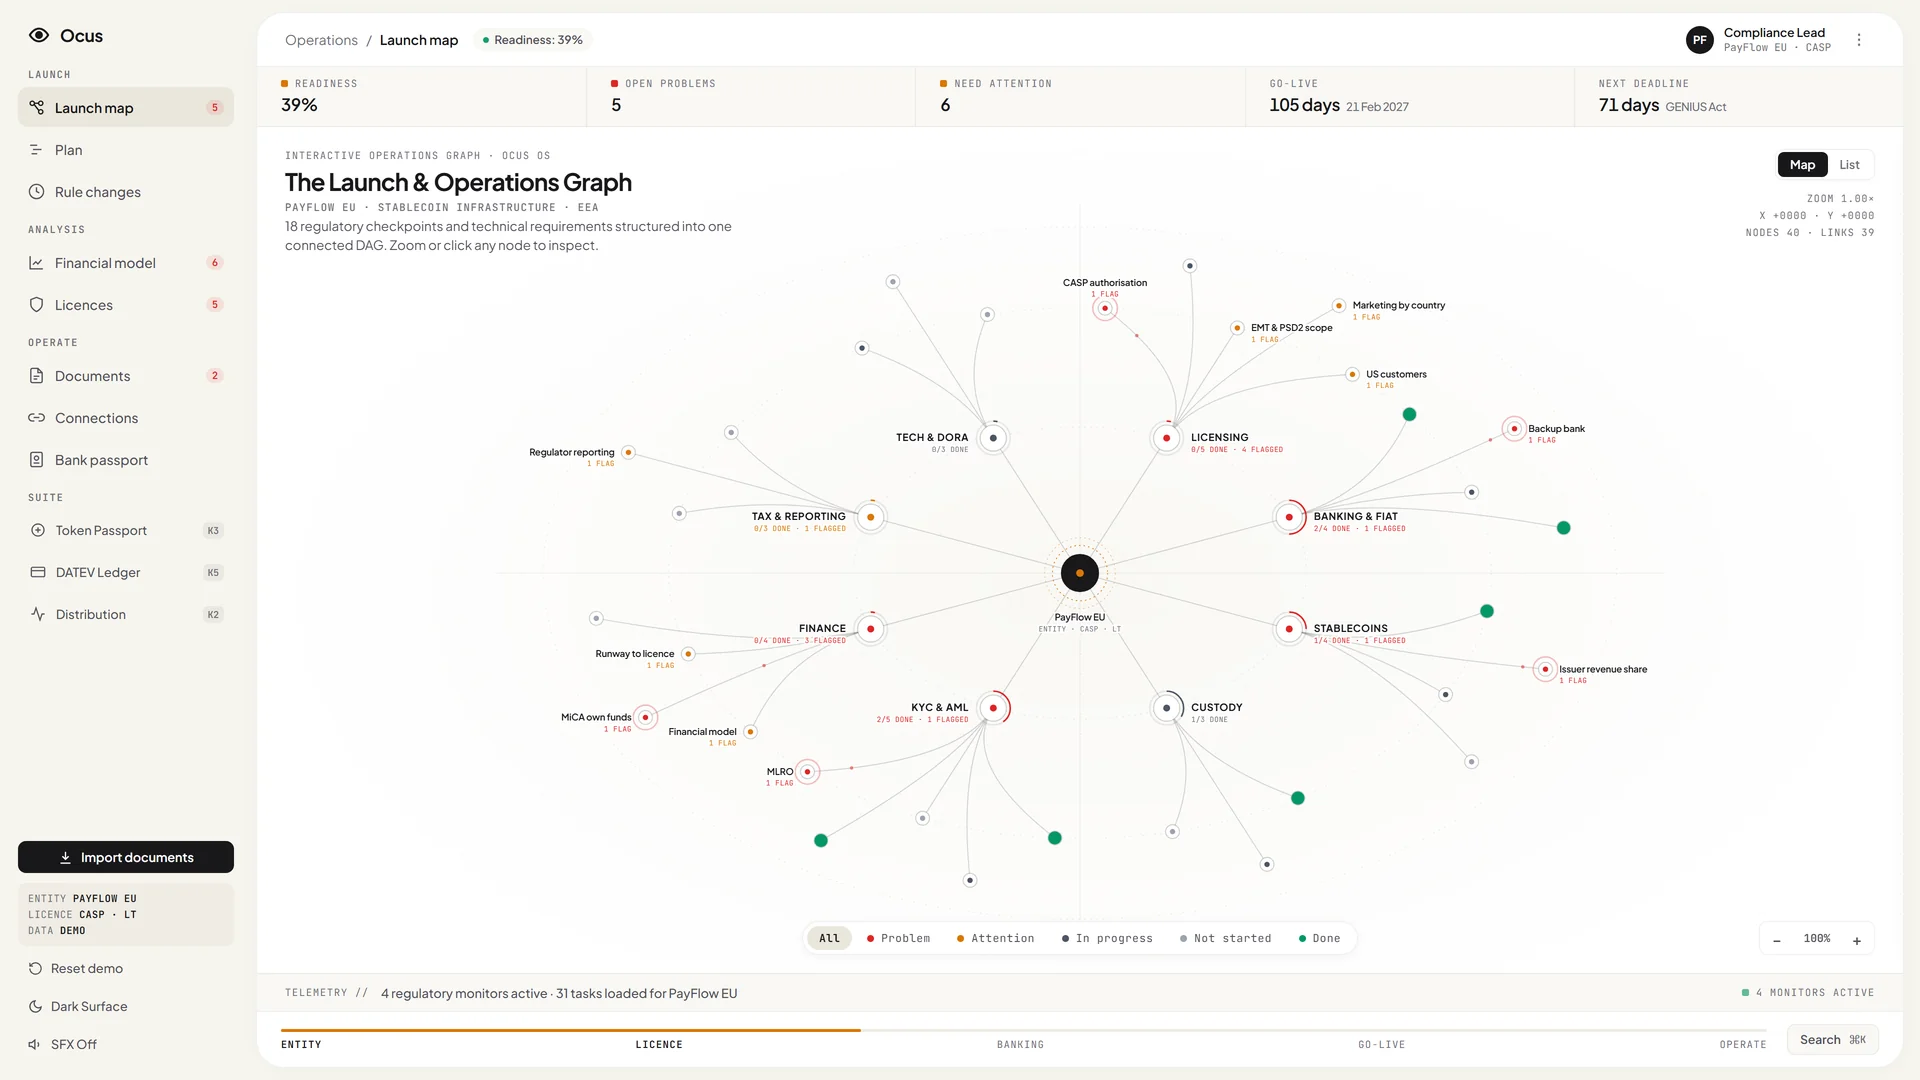 Ocus
LAUNCH
Launch map 5
Plan
Rule changes
ANALYSIS
Financial model 6
Licences 5
OPERATE
Documents 2
Connections
Bank passport
SUITE
Token Passport K3
DATEV Ledger K5
Distribution K2
Import documents
ENTITY PAYFLOW EU
LICENCE CASP · LT
DATA DEMO
Reset demo
Dark Surface
SFX Off
Operations / Launch map Readiness: 39%
PF
Compliance Lead
PayFlow EU · CASP
READINESS
39%
OPEN PROBLEMS
5
NEED ATTENTION
6
GO-LIVE
105 days 21 Feb 2027
NEXT DEADLINE
71 days GENIUS Act
INTERACTIVE OPERATIONS GRAPH · OCUS OS
The Launch & Operations Graph
PAYFLOW EU · STABLECOIN INFRASTRUCTURE · EEA
18 regulatory checkpoints and technical requirements structured into one
connected DAG. Zoom or click any node to inspect.
Map List
ZOOM 1.00×
X +0000 · Y +0000
NODES 40 · LINKS 39
CASP authorisation
1 FLAG
Marketing by country
1 FLAG
EMT & PSD2 scope
1 FLAG
US customers
1 FLAG
Backup bank
1 FLAG
TECH & DORA
0/3 DONE
LICENSING
0/5 DONE · 4 FLAGGED
Regulator reporting
1 FLAG
TAX & REPORTING
0/3 DONE · 1 FLAGGED
BANKING & FIAT
2/4 DONE · 1 FLAGGED
PayFlow EU
ENTITY · CASP · LT
FINANCE
0/4 DONE · 3 FLAGGED
STABLECOINS
1/4 DONE · 1 FLAGGED
Runway to licence
1 FLAG
Issuer revenue share
1 FLAG
MiCA own funds
1 FLAG
Financial model
1 FLAG
KYC & AML
2/5 DONE · 1 FLAGGED
CUSTODY
1/3 DONE
MLRO
1 FLAG
All Problem Attention In progress Not started Done
− 100% +
TELEMETRY // 4 regulatory monitors active · 31 tasks loaded for PayFlow EU
4 MONITORS ACTIVE
ENTITY LICENCE BANKING GO-LIVE OPERATE
Search ⌘K